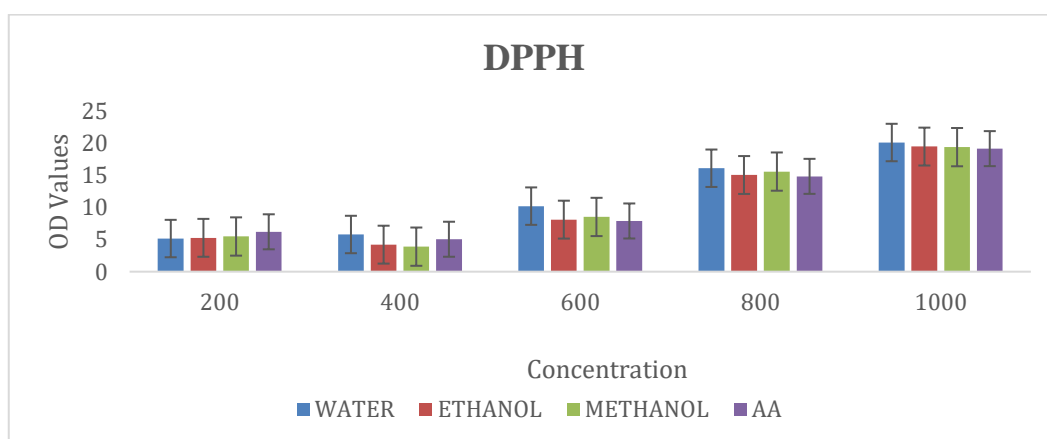 DPPH
OD Values
25
20
15
10
5
0
200 400 600 800 1000
Concentration
WATER ETHANOL METHANOL AA